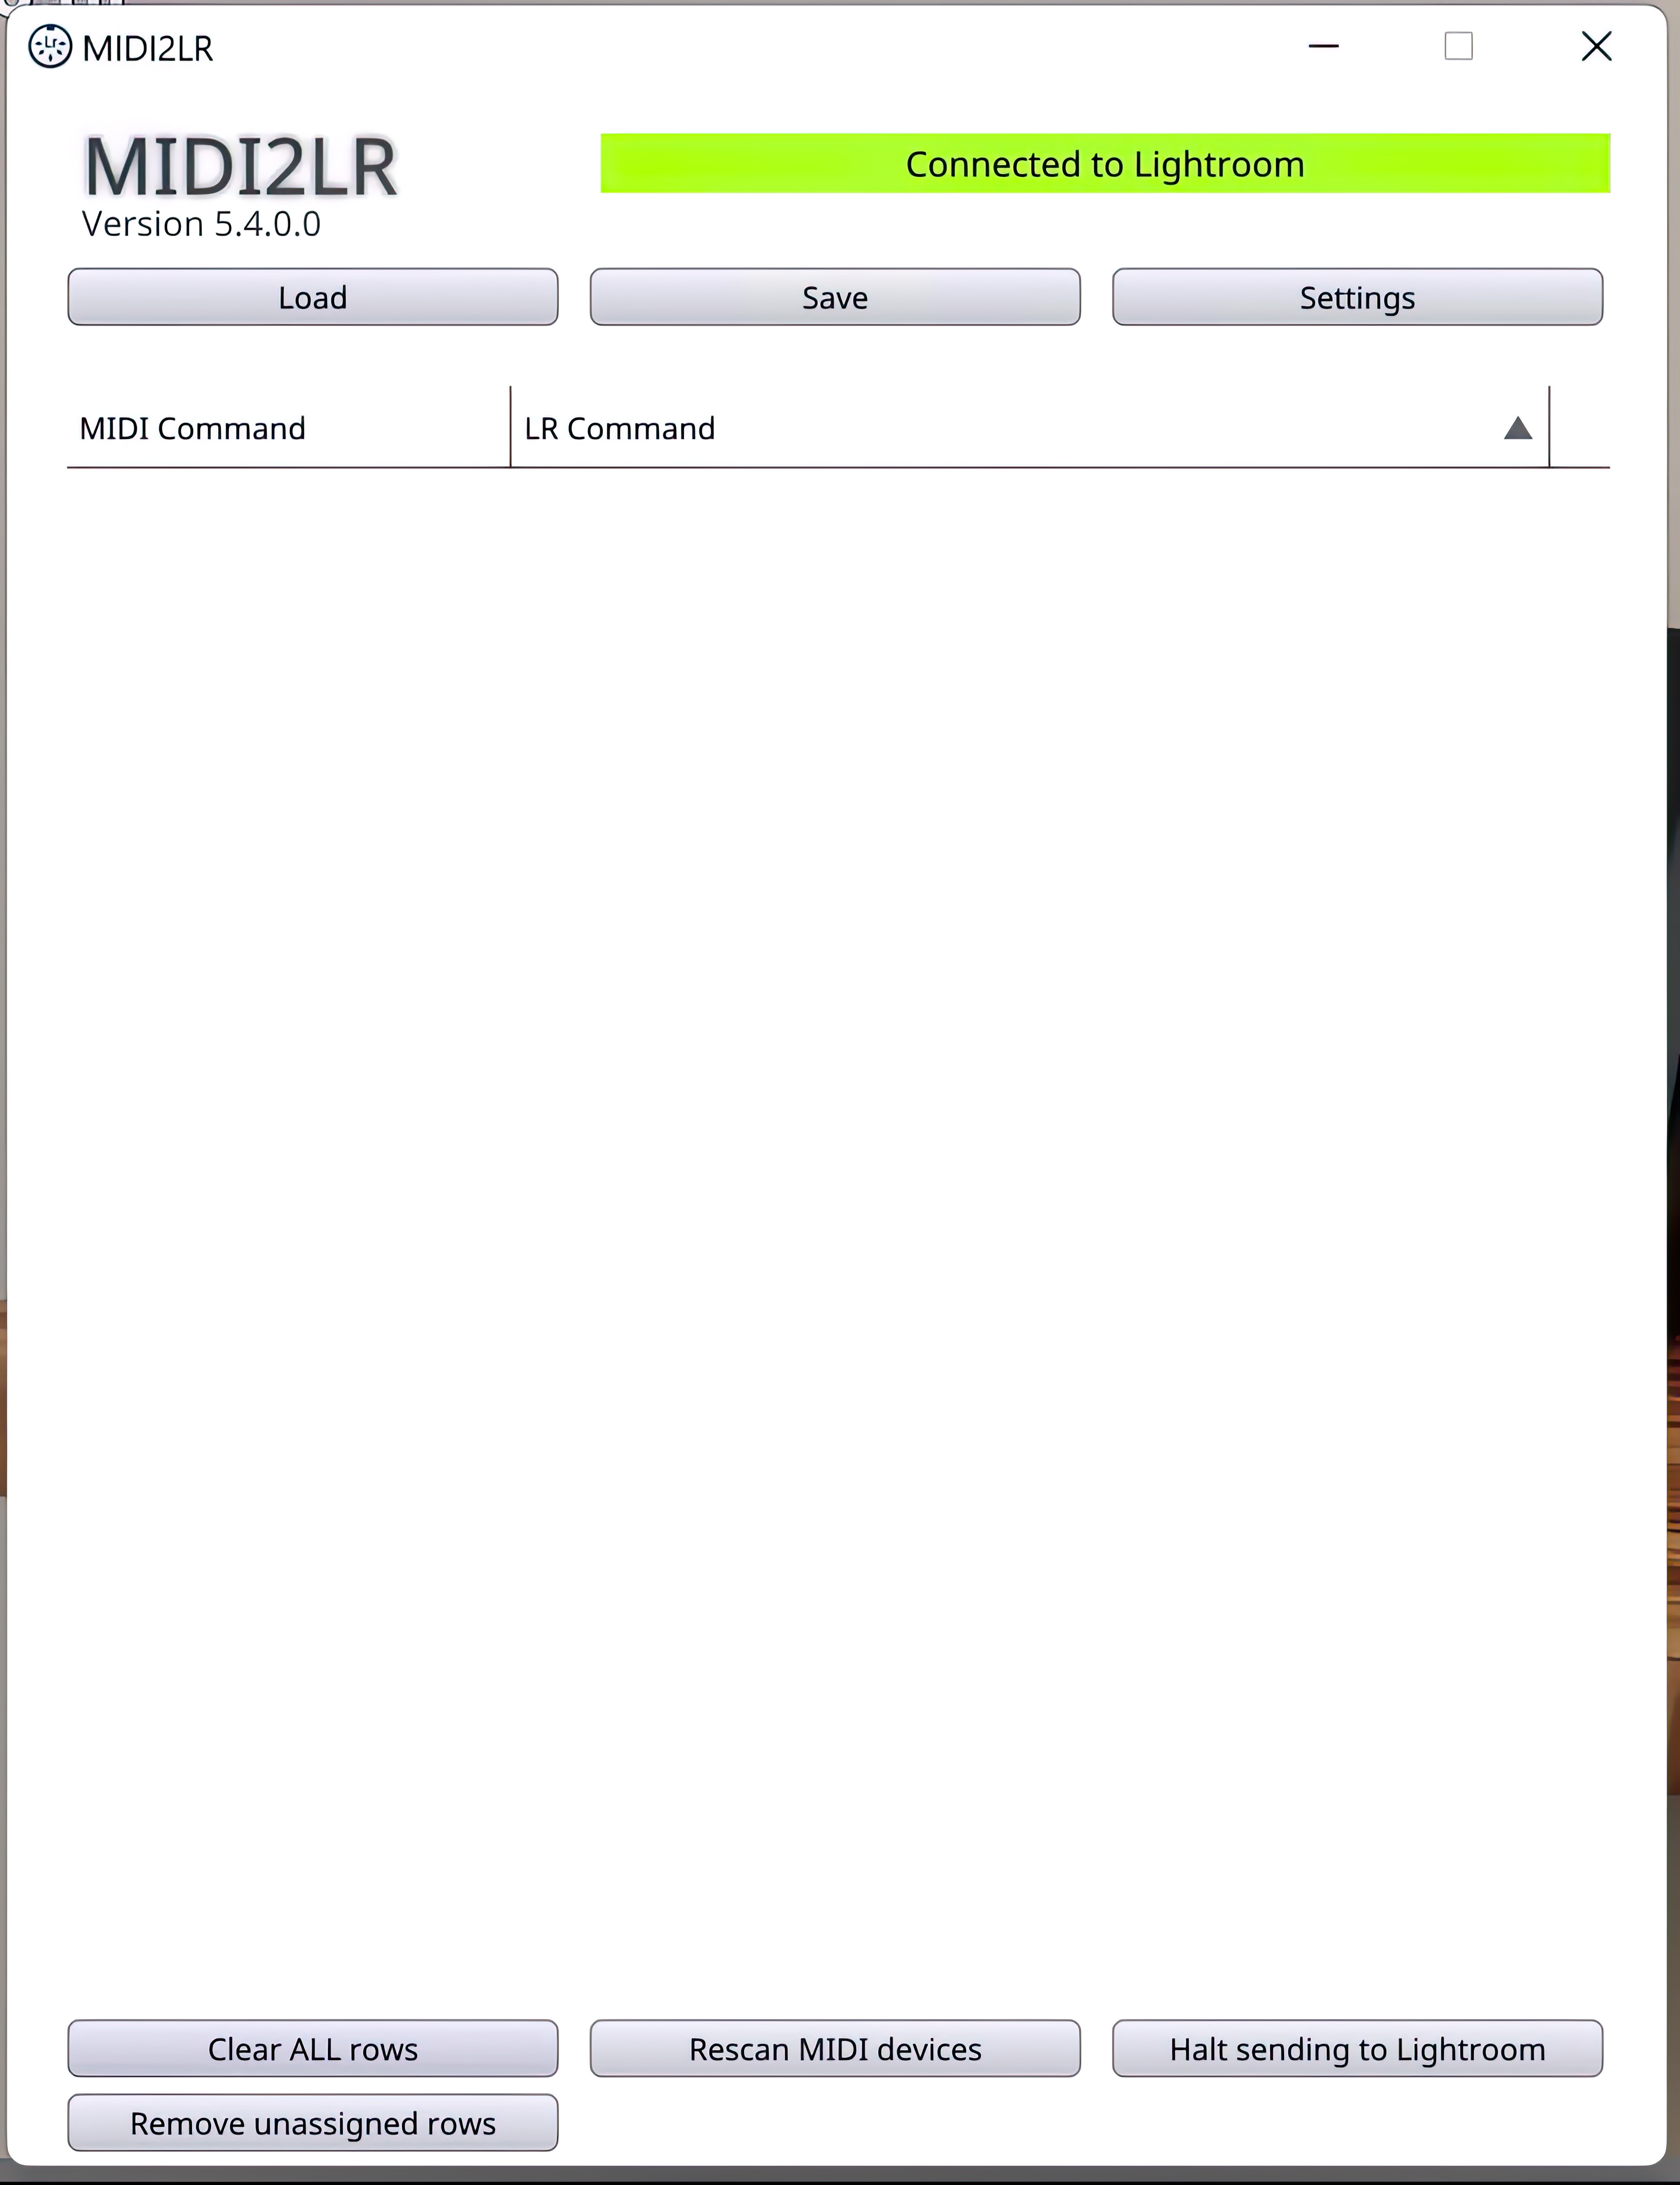 MIDI2LR
MIDI2LR
Connected to Lightroom
Version 5.4.0.0
Load
Save
Settings
MIDI Command
LR Command
Clear ALL rows
Rescan MIDI devices
Halt sending to Lightroom
Remove unassigned rows